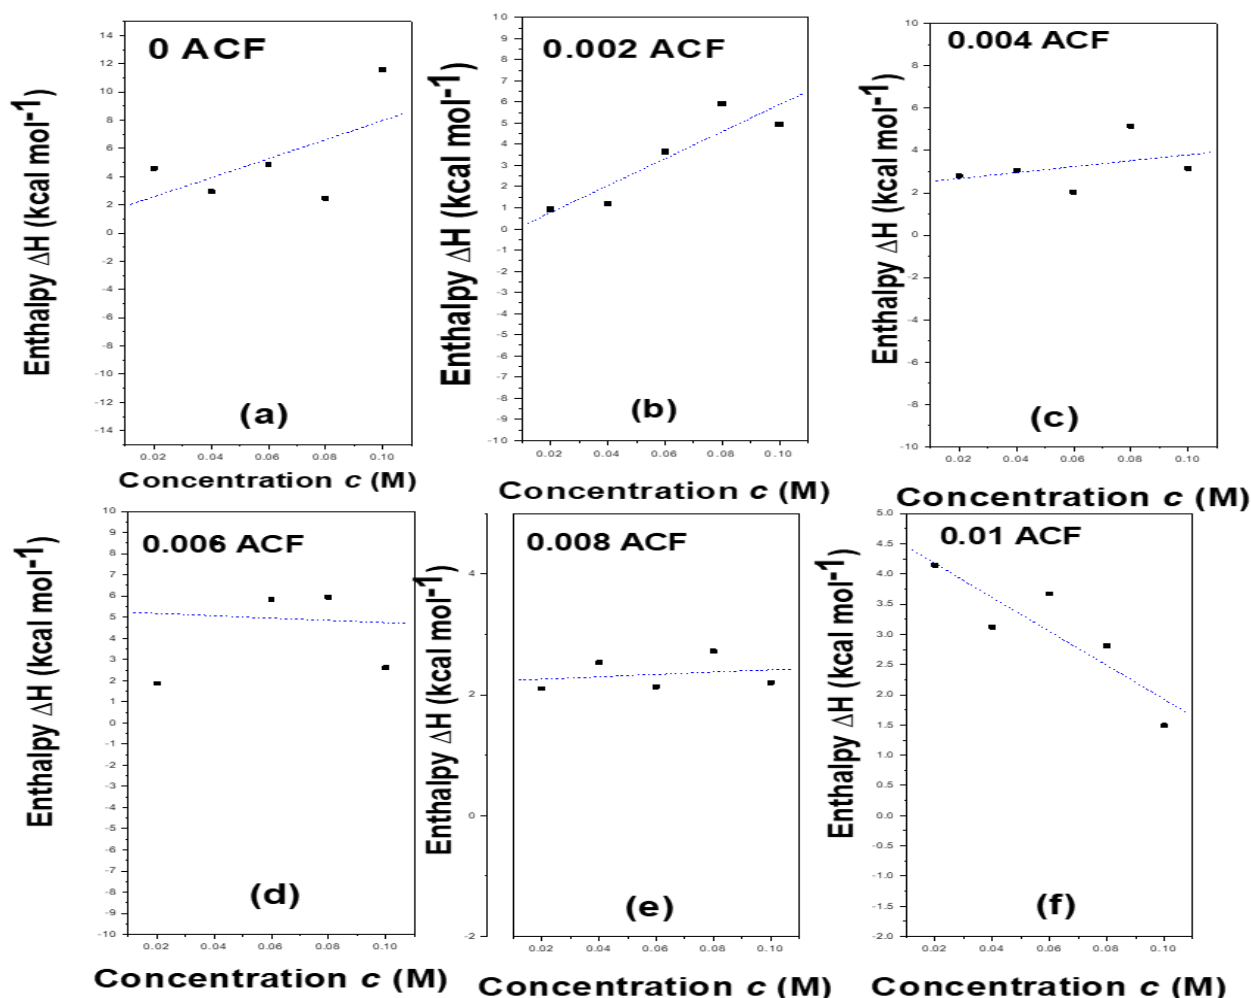 0 ACF
Enthalpy ΔH (kcal mol-1)
14
12
10
8
6
4
2
0
-2
-4
-6
-8
-10
-12
-14
(a)
0.02 0.04 0.06 0.08 0.10
Concentration c (M)
0.002 ACF
Enthalpy ΔH (kcal mol-1)
10
9
8
7
6
5
4
3
2
1
0
-1
-2
-3
-4
-5
-6
-7
-8
-9
-10
(b)
0.02 0.04 0.06 0.08 0.10
Concentration c (M)
0.004 ACF
Enthalpy ΔH (kcal mol-1)
10
8
6
4
2
0
-2
-4
-6
-8
-10
(c)
0.02 0.04 0.06 0.08 0.10
Concentration c (M)
0.006 ACF
Enthalpy ΔH (kcal mol-1)
10
9
8
7
6
5
4
3
2
1
0
-1
-2
-3
-4
-5
-6
-7
-8
-9
-10
(d)
0.02 0.04 0.06 0.08 0.10
Concentration c (M)
0.008 ACF
Enthalpy ΔH (kcal mol-1)
4
2
0
-2
(e)
0.02 0.04 0.06 0.08 0.10
Concentration c (M)
0.01 ACF
Enthalpy ΔH (kcal mol-1)
5.0
4.5
4.0
3.5
3.0
2.5
2.0
1.5
1.0
0.5
0.0
-0.5
-1.0
-1.5
-2.0
(f)
0.02 0.04 0.06 0.08 0.10
Concentration c (M)